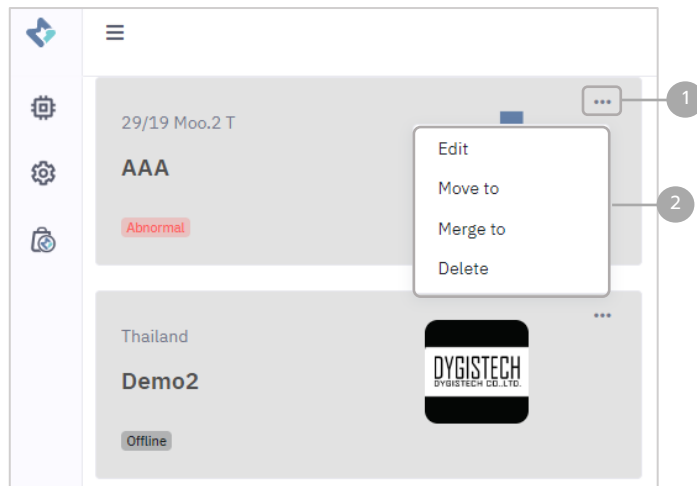 1
29/19 Moo.2 T
AAA
Abnormal
Edit
Move to
Merge to
Delete
2
Thailand
Demo2
Offline
DYGISTECH
DYGISTECH CO.,LTD.